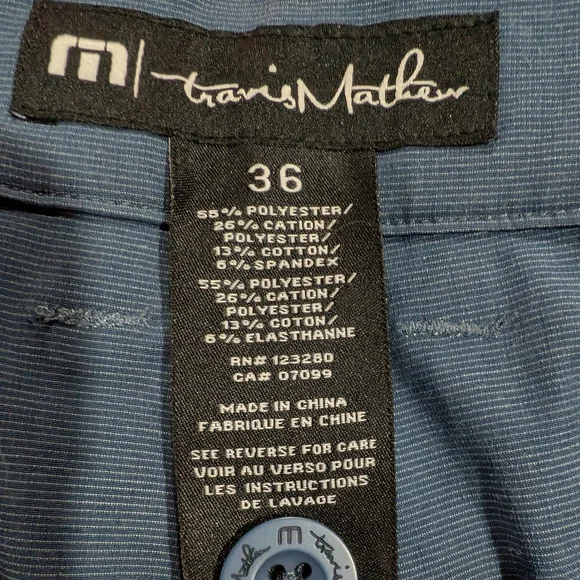 m | TravisMathew
36
55% POLYESTER/
26% CATION/
POLYESTER/
13% COTTON/
6% SPANDEX
55% POLYESTER/
26% CATION,
POLYESTER/
13% COTON/
6% ELASTHANNE
RN# 123280
CA# 07099
MADE IN CHINA
FABRIQUE EN CHINE
SEE REVERSE FOR CARE
VOIR AU VERSO POUR
LES INSTRUCTIONS
DE LAVAGE
Mathew m travis